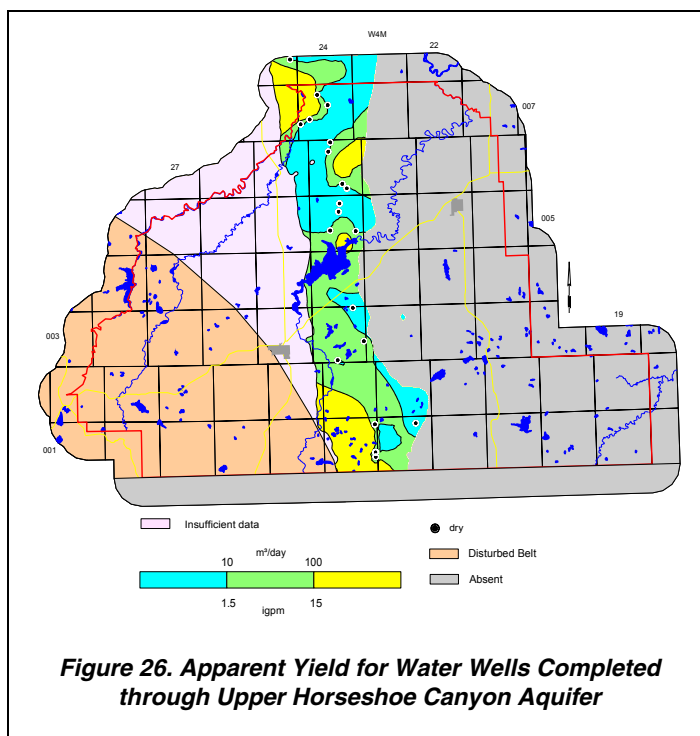 W4M
24
22
007
27
005
19
003
001
Insufficient data
dry
10 m³/day 100
Disturbed Belt
Absent
1.5 igpm 15
Figure 26. Apparent Yield for Water Wells Completed
through Upper Horseshoe Canyon Aquifer